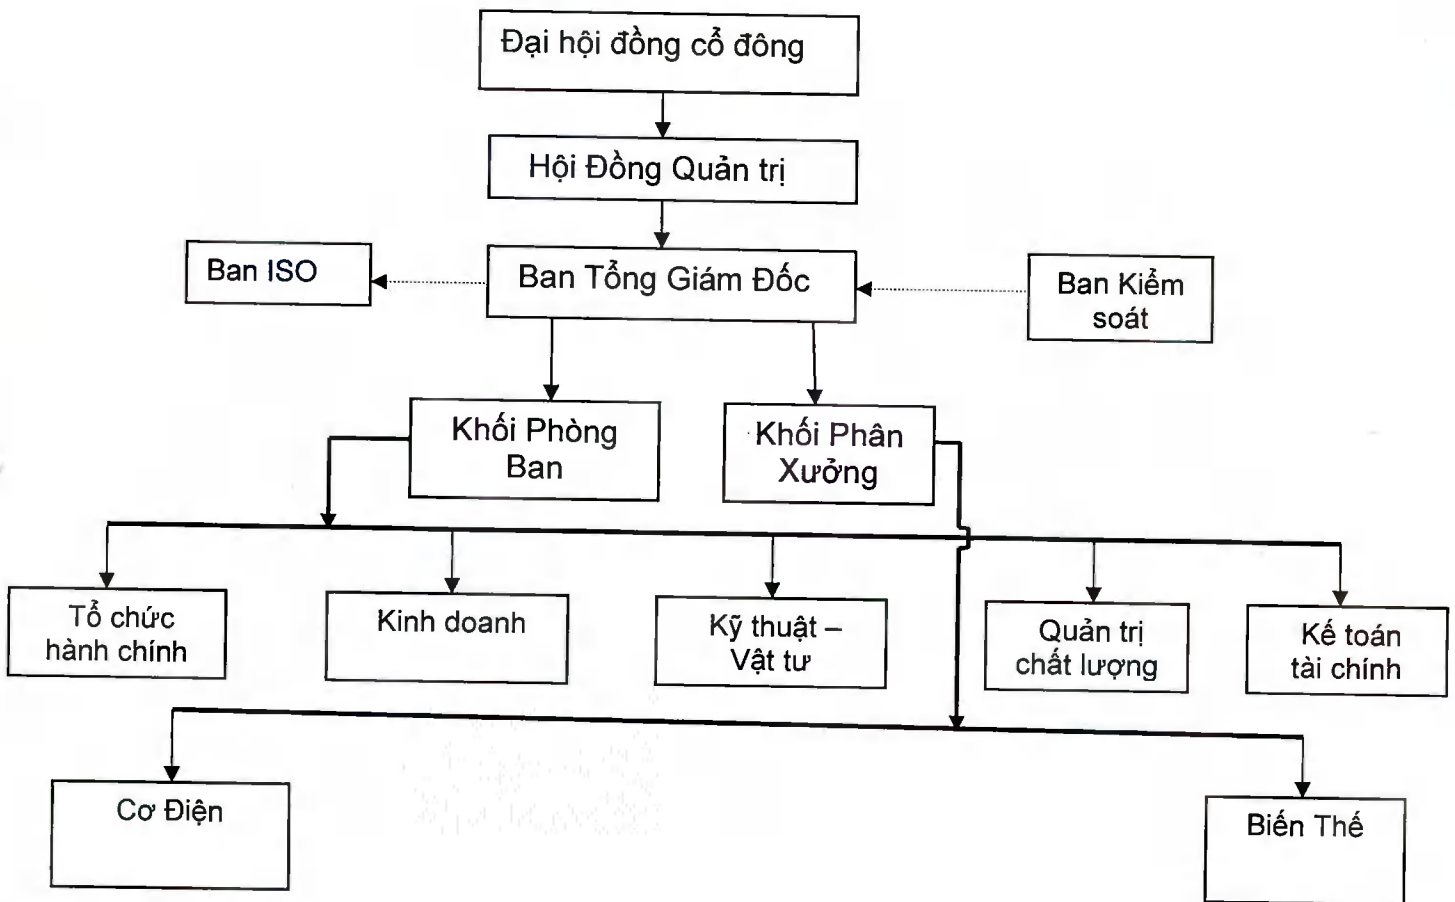 Đại hội đồng cổ đông
Hội Đồng Quản trị
Ban ISO
Ban Tổng Giám Đốc
Ban Kiểm
soát
Khối Phòng
Ban
Khối Phân
Xưởng
Tổ chức
hành chính
Kinh doanh
Kỹ thuật –
Vật tư
Quản trị
chất lượng
Kế toán
tài chính
Cơ Điện
Biến Thế